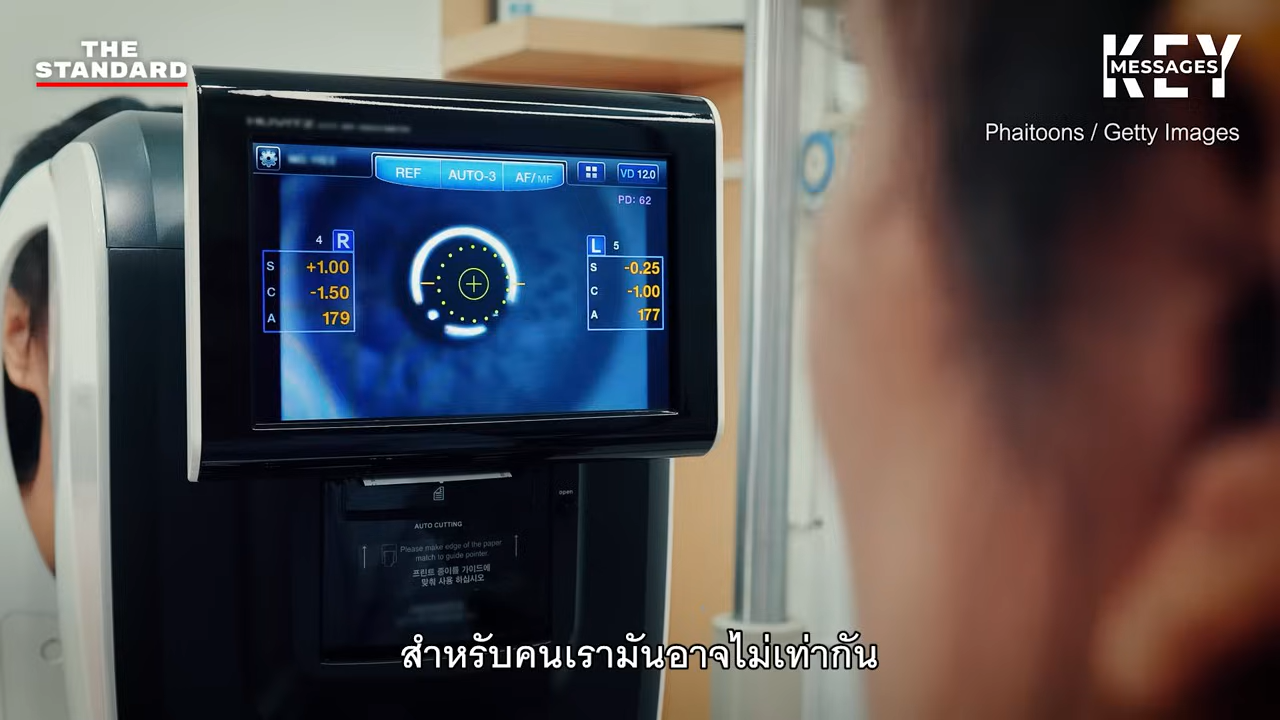 THE
STANDARD
KEY
MESSAGES
Phaitoons / Getty Images
HUVITZ
REF AUTO-3 AF/MF VD 12.0
PD: 62
4 R
S +1.00
C -1.50
A 179
L 5
S -0.25
C -1.00
A 177
open
AUTO CUTTING
Please make edge of the paper
match to guide pointer
프린트 종이를 가이드에
맞춰 사용 하십시오
สำหรับคนเรามันอาจไม่เท่ากัน